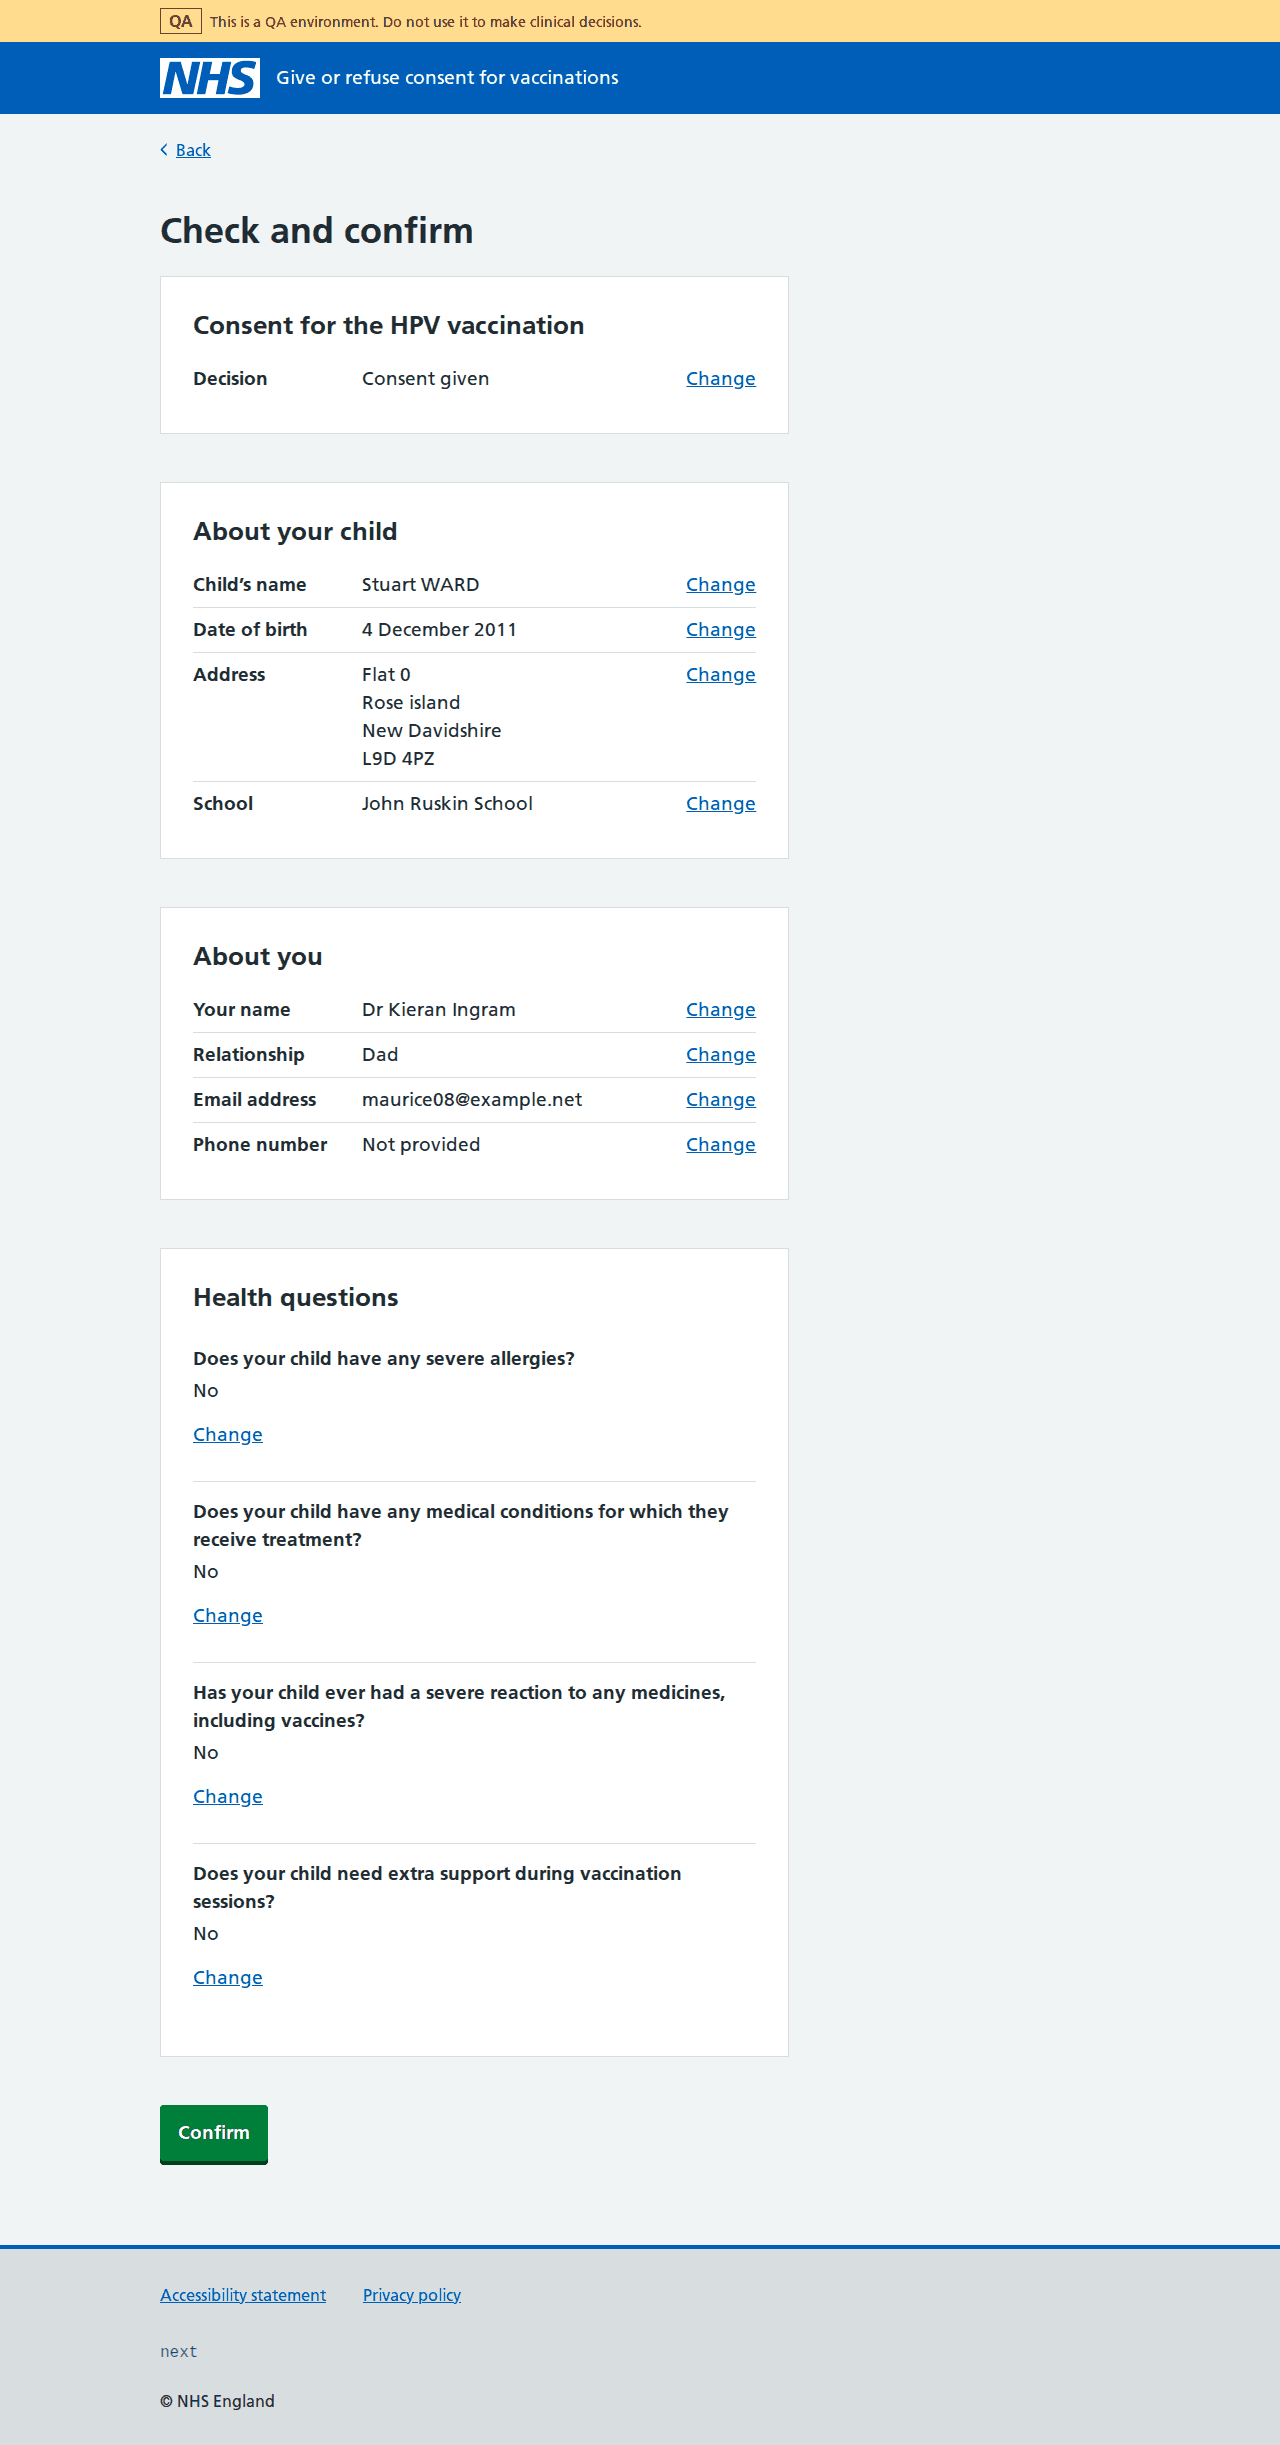 QA This is a QA environment. Do not use it to make clinical decisions.
NHS Give or refuse consent for vaccinations
Back
Check and confirm
Consent for the HPV vaccination
Decision Consent given Change
About your child
Child’s name Stuart WARD Change
Date of birth 4 December 2011 Change
Address Flat 0 Change
Rose island
New Davidshire
L9D 4PZ
School John Ruskin School Change
About you
Your name Dr Kieran Ingram Change
Relationship Dad Change
Email address maurice08@example.net Change
Phone number Not provided Change
Health questions
Does your child have any severe allergies?
No
Change
Does your child have any medical conditions for which they
receive treatment?
No
Change
Has your child ever had a severe reaction to any medicines,
including vaccines?
No
Change
Does your child need extra support during vaccination
sessions?
No
Change
Confirm
Accessibility statement Privacy policy
next
© NHS England